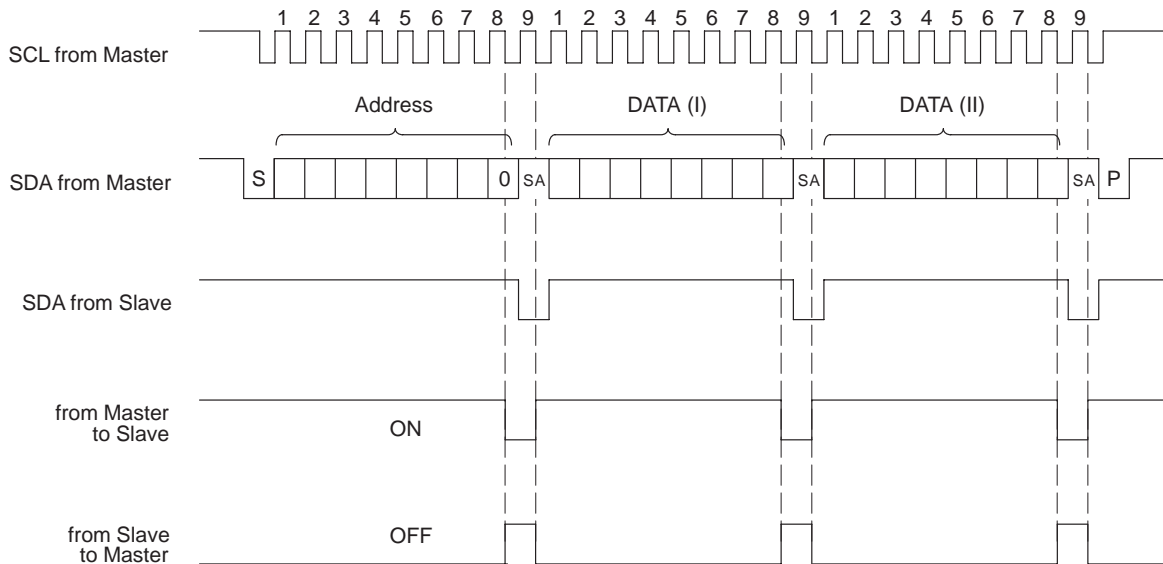 1 2 3 4 5 6 7 8 9 1 2 3 4 5 6 7 8 9 1 2 3 4 5 6 7 8 9
SCL from Master
Address DATA (I) DATA (II)
SDA from Master S 0 SA SA SA P
SDA from Slave
from Master
to Slave
ON
from Slave
to Master
OFF